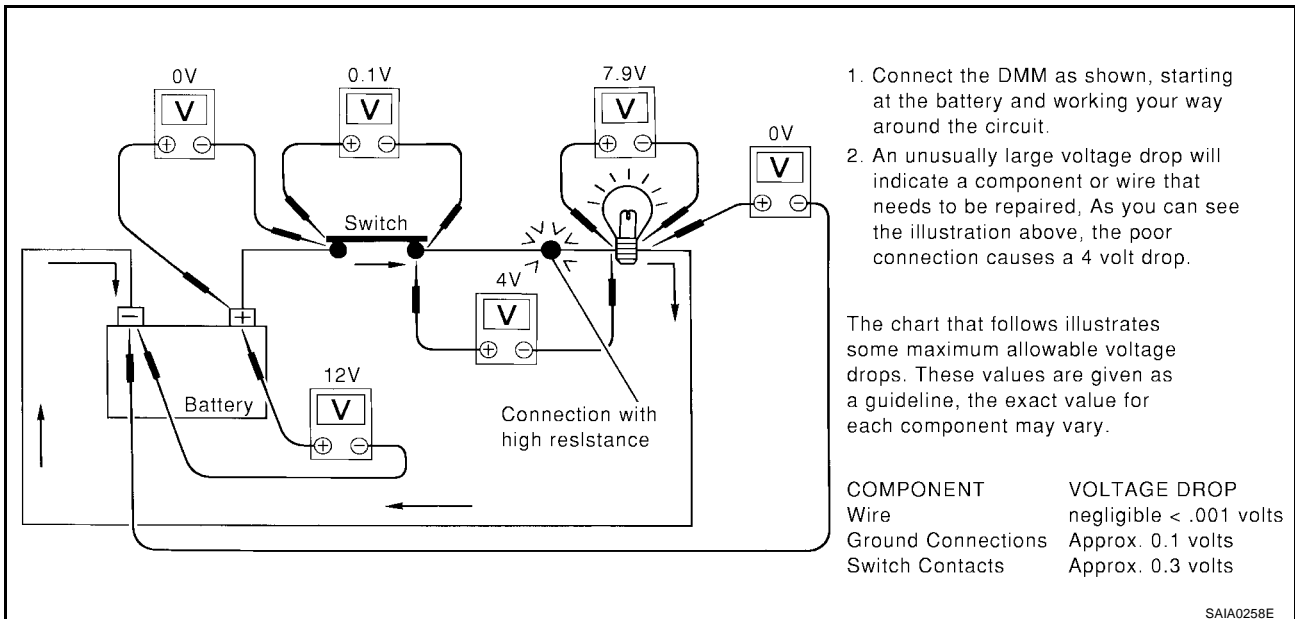 0V
0.1V
7.9V
0V
V
V
V
V
+ -
+ -
+ -
+ -
Switch
4V
V
+ -
- +
Battery
12V
V
+ -
Connection with
high resIstance
1. Connect the DMM as shown, starting
at the battery and working your way
around the circuit.
2. An unusually large voltage drop will
indicate a component or wire that
needs to be repaired, As you can see
the illustration above, the poor
connection causes a 4 volt drop.
The chart that follows illustrates
some maximum allowable voltage
drops. These values are given as
a guideline, the exact value for
each component may vary.
COMPONENT VOLTAGE DROP
Wire negligible < .001 volts
Ground Connections Approx. 0.1 volts
Switch Contacts Approx. 0.3 volts
SAIA0258E